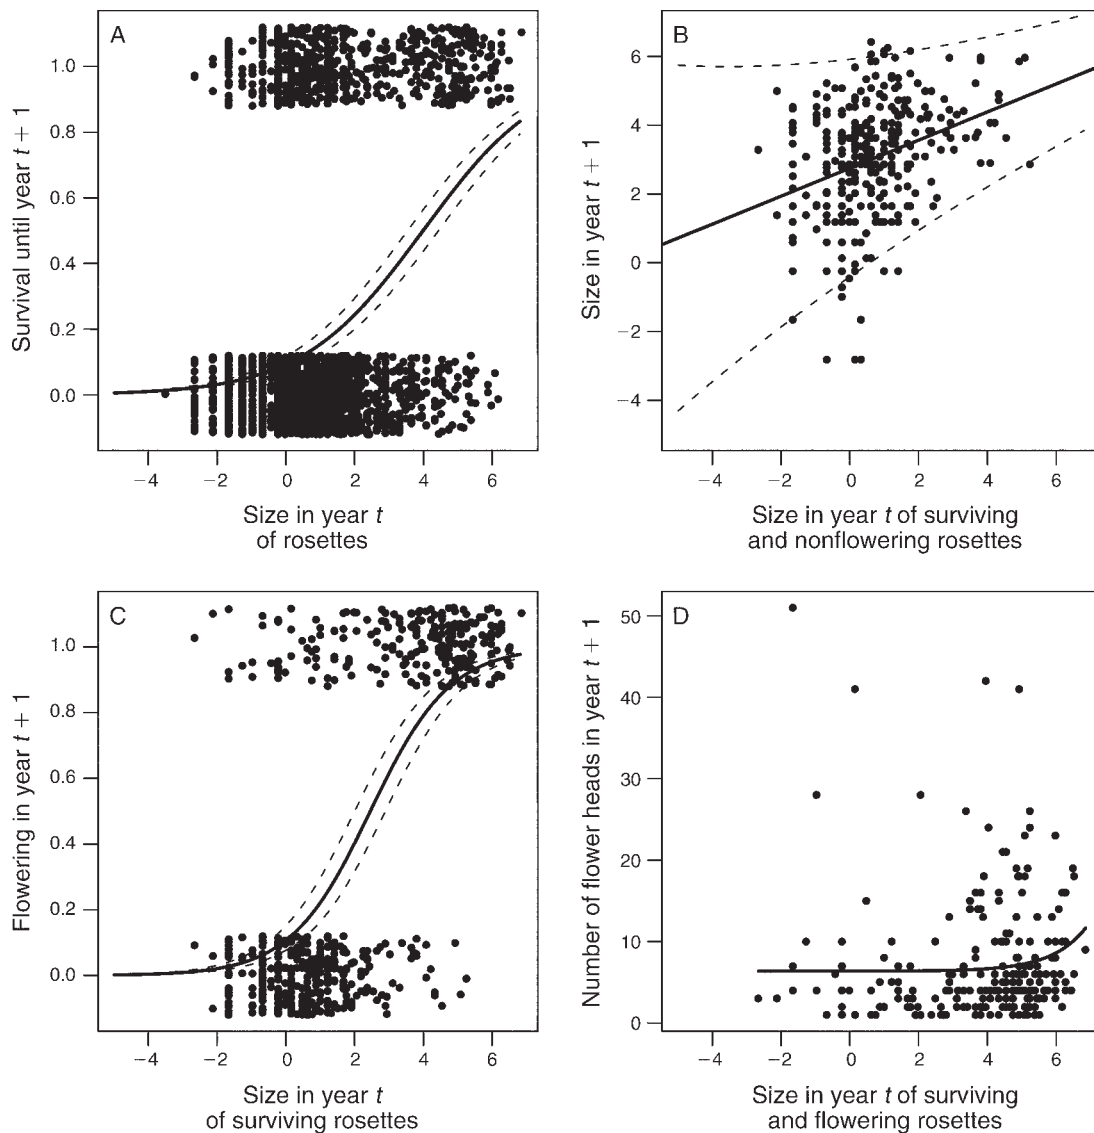 A
Survival until year t + 1
1.0
0.8
0.6
0.4
0.2
0.0
−4 −2 0 2 4 6
Size in year t
of rosettes
B
Size in year t + 1
6
4
2
0
−2
−4
−4 −2 0 2 4 6
Size in year t of surviving
and nonflowering rosettes
C
Flowering in year t + 1
1.0
0.8
0.6
0.4
0.2
0.0
−4 −2 0 2 4 6
Size in year t
of surviving rosettes
D
Number of flower heads in year t + 1
50
40
30
20
10
0
−4 −2 0 2 4 6
Size in year t of surviving
and flowering rosettes